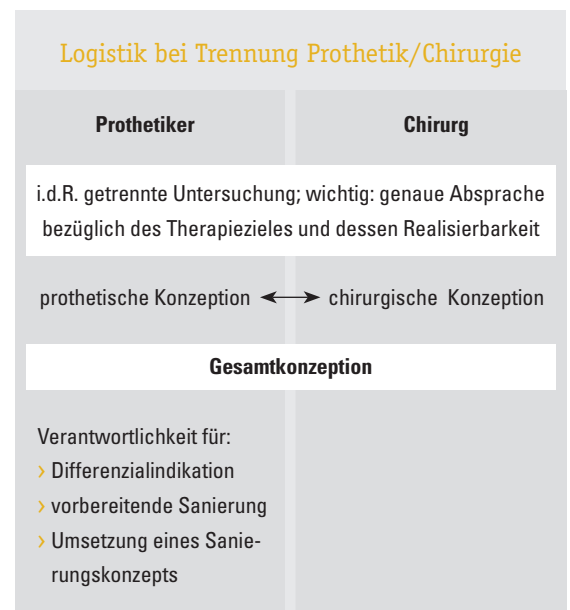 Logistik bei Trennung Prothetik/Chirurgie
Prothetiker
Chirurg
i.d.R. getrennte Untersuchung; wichtig: genaue Absprache
bezüglich des Therapiezieles und dessen Realisierbarkeit
prothetische Konzeption ↔ chirurgische Konzeption
Gesamtkonzeption
Verantwortlichkeit für:
› Differenzialindikation
› vorbereitende Sanierung
› Umsetzung eines Sanie-
rungskonzepts